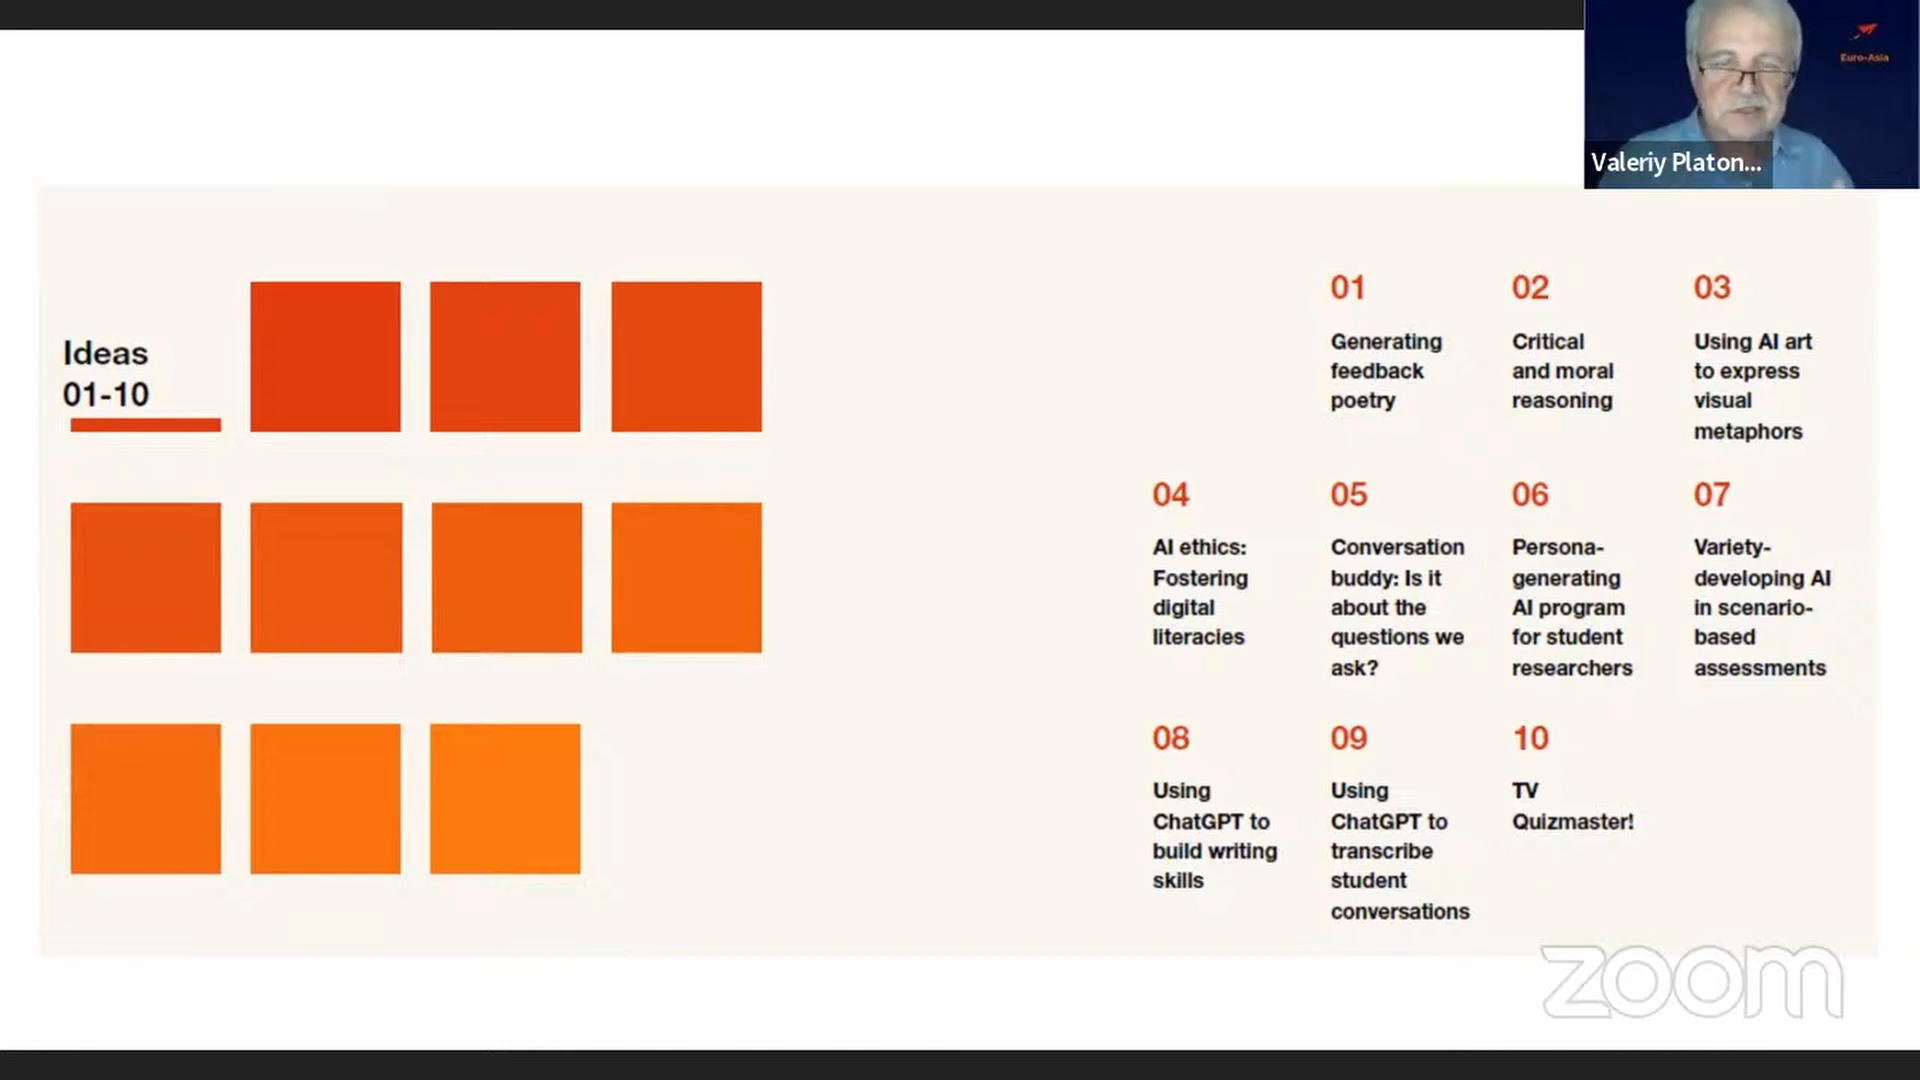 Euro-Asia
Valeriy Platon...
Ideas
01-10
01
Generating
feedback
poetry
02
Critical
and moral
reasoning
03
Using AI art
to express
visual
metaphors
04
AI ethics:
Fostering
digital
literacies
05
Conversation
buddy: Is it
about the
questions we
ask?
06
Persona-
generating
AI program
for student
researchers
07
Variety-
developing AI
in scenario-
based
assessments
08
Using
ChatGPT to
build writing
skills
09
Using
ChatGPT to
transcribe
student
conversations
10
TV
Quizmaster!
zoom